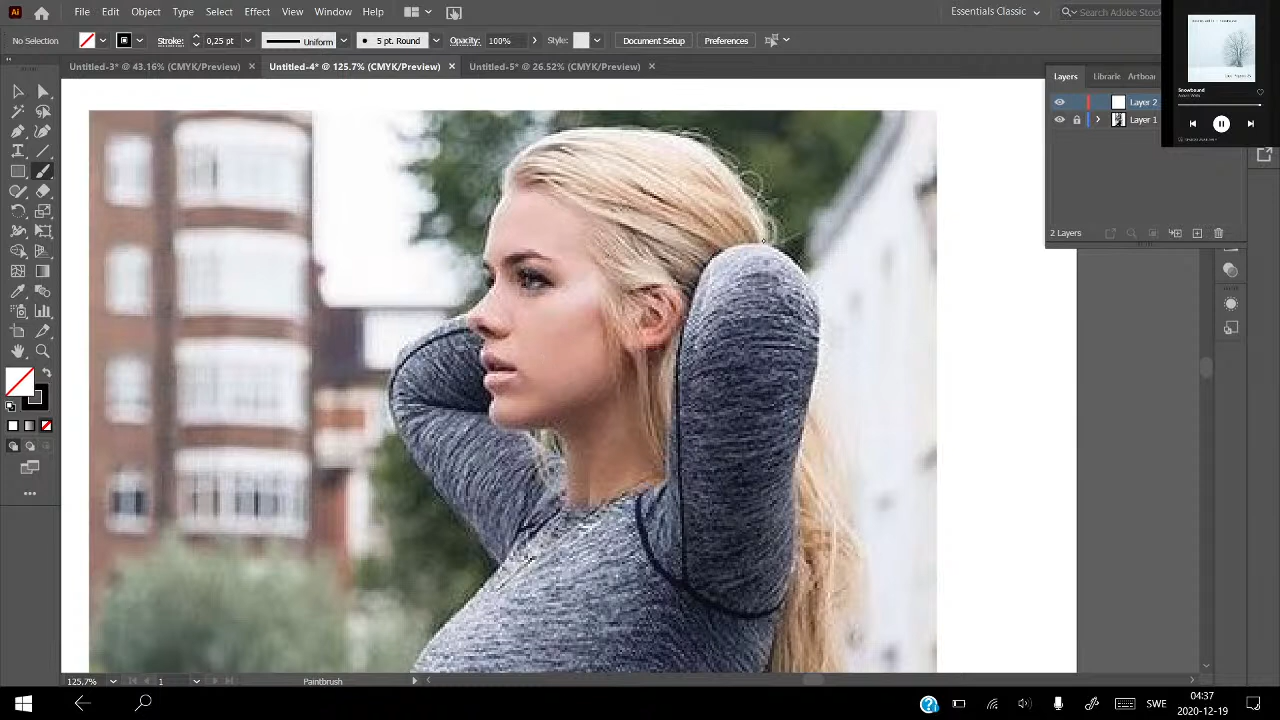 Ai File Edit Object Type Select Effect View Window Help
Essentials Classic
Search Adobe Stock
No Selection Stroke: 0,25 pt Uniform 5 pt. Round Opacity: 100% Style: Document Setup Preferences
Untitled-3* @ 43.16% (CMYK/Preview) × Untitled-4* @ 125.7% (CMYK/Preview) × Untitled-5* @ 26.52% (CMYK/Preview) ×
Layers Librarie Artboar
Layer 2
Layer 1
2 Layers
Snowbound
T
125.7% 1 Paintbrush
SWE
04:37
2020-12-19